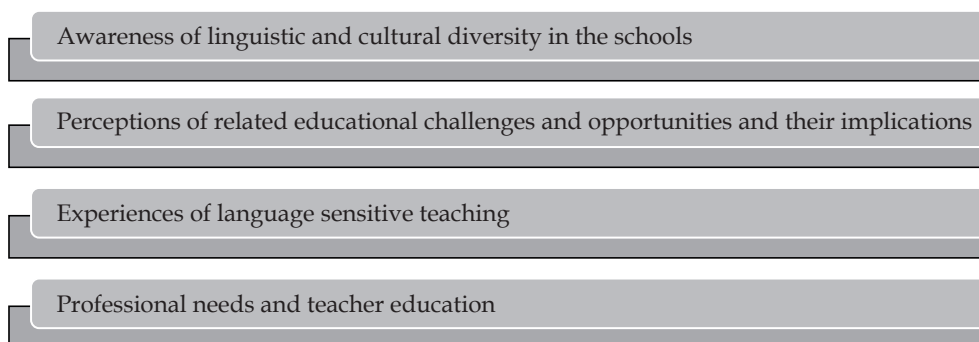 Awareness of linguistic and cultural diversity in the schools
Perceptions of related educational challenges and opportunities and their implications
Experiences of language sensitive teaching
Professional needs and teacher education